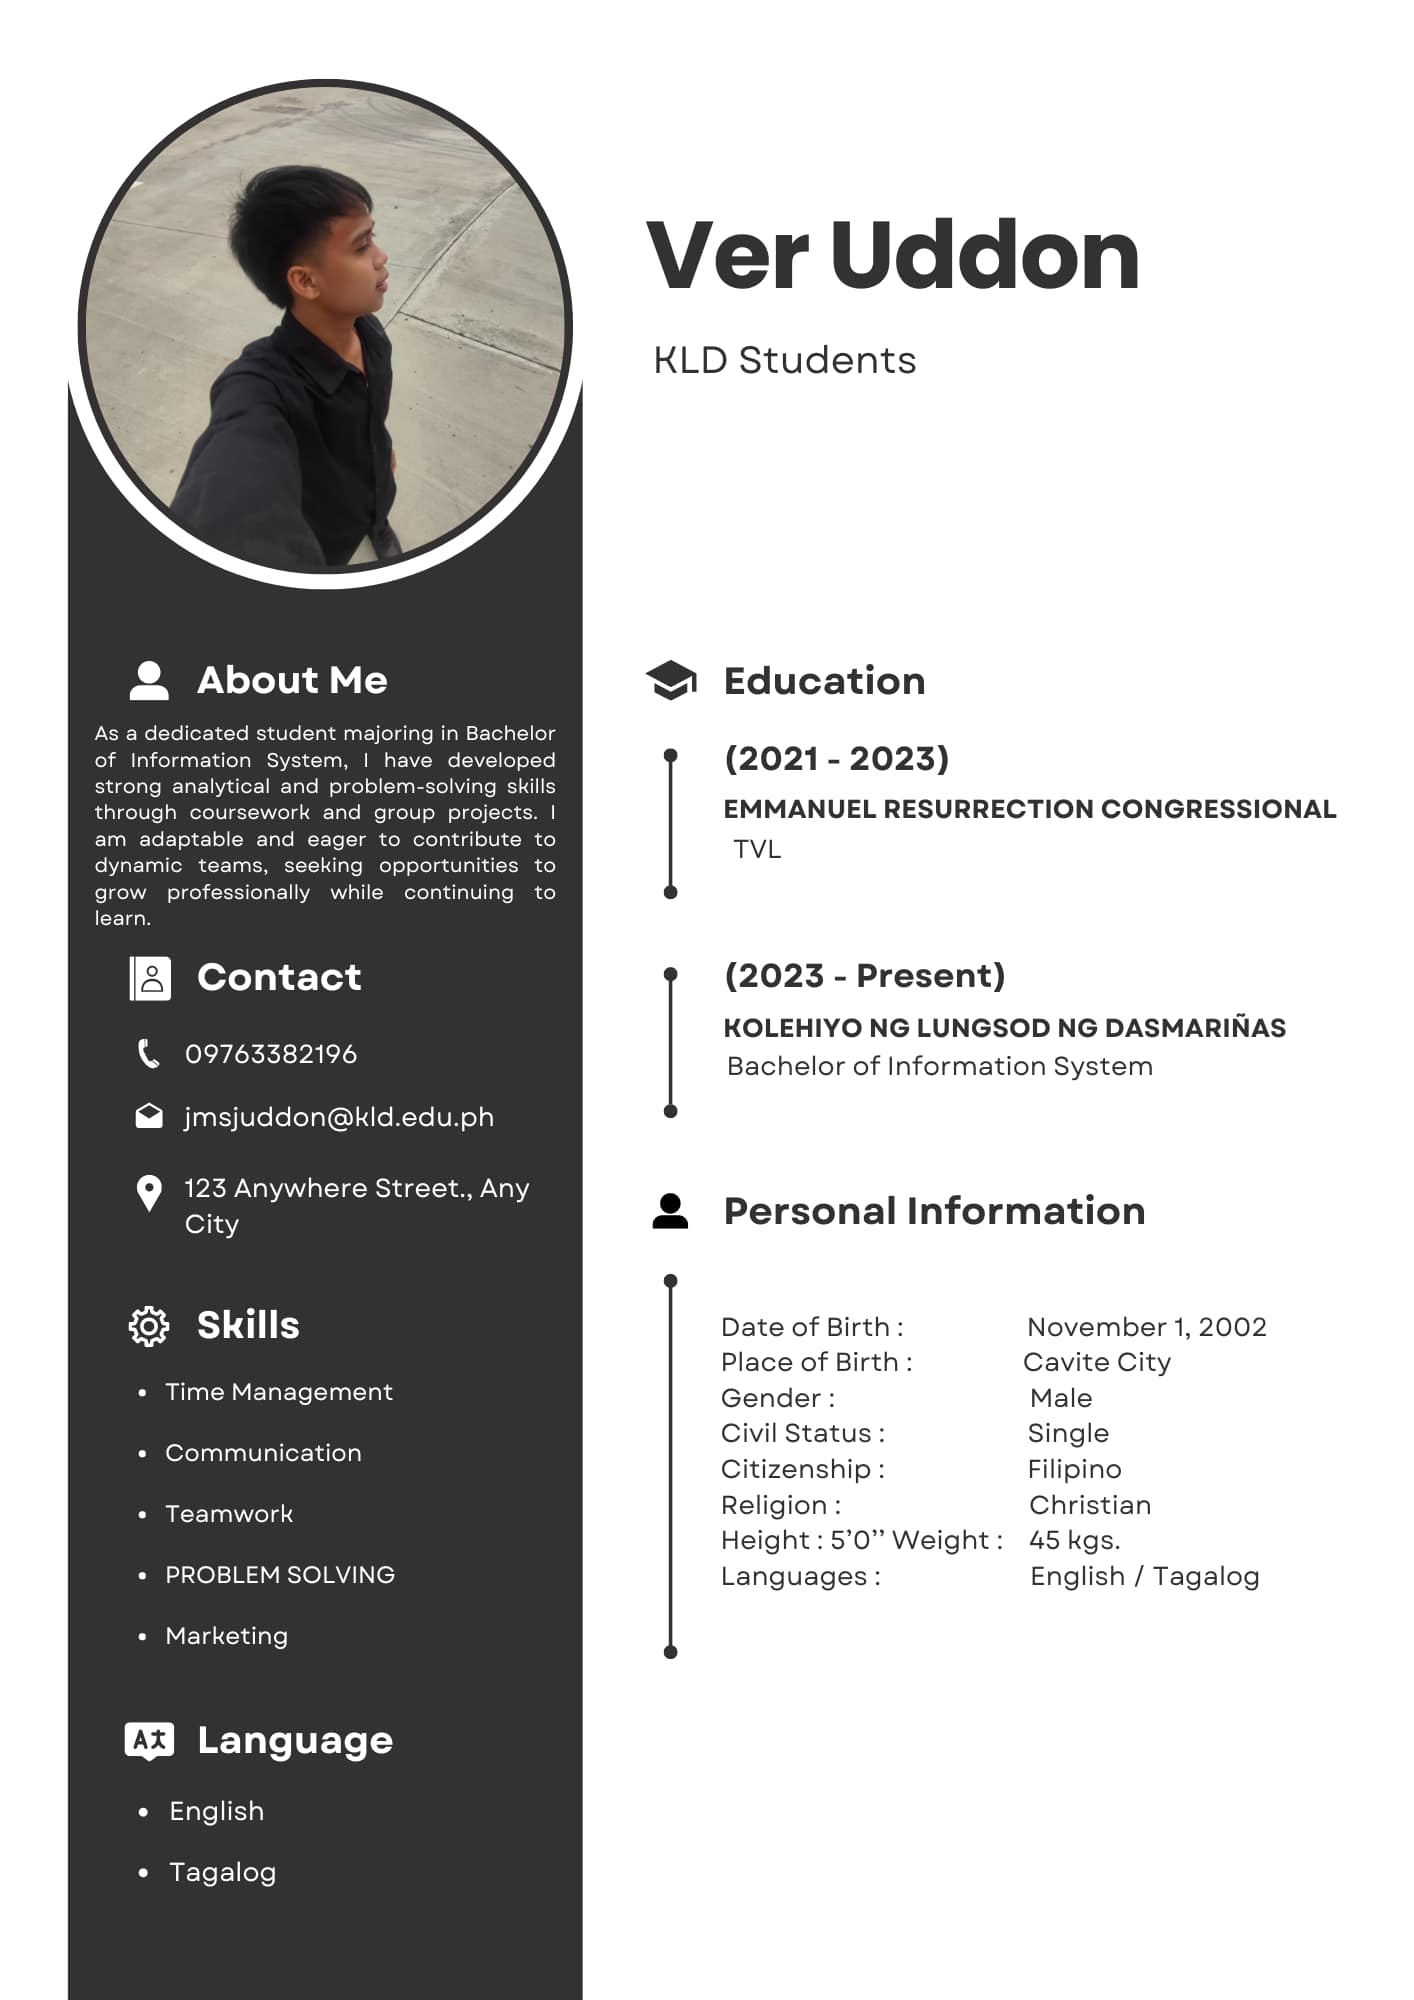 Ver Uddon
KLD Students
About Me
As a dedicated student majoring in Bachelor
of Information System, I have developed
strong analytical and problem-solving skills
through coursework and group projects. I
am adaptable and eager to contribute to
dynamic teams, seeking opportunities to
grow professionally while continuing to
learn.
Contact
09763382196
jmsjuddon@kld.edu.ph
123 Anywhere Street., Any
City
Skills
• Time Management
• Communication
• Teamwork
• PROBLEM SOLVING
• Marketing
Language
• English
• Tagalog
Education
(2021 - 2023)
EMMANUEL RESURRECTION CONGRESSIONAL
TVL
(2023 - Present)
KOLEHIYO NG LUNGSOD NG DASMARIÑAS
Bachelor of Information System
Personal Information
Date of Birth : November 1, 2002
Place of Birth : Cavite City
Gender : Male
Civil Status : Single
Citizenship : Filipino
Religion : Christian
Height : 5’0’’ Weight : 45 kgs.
Languages : English / Tagalog